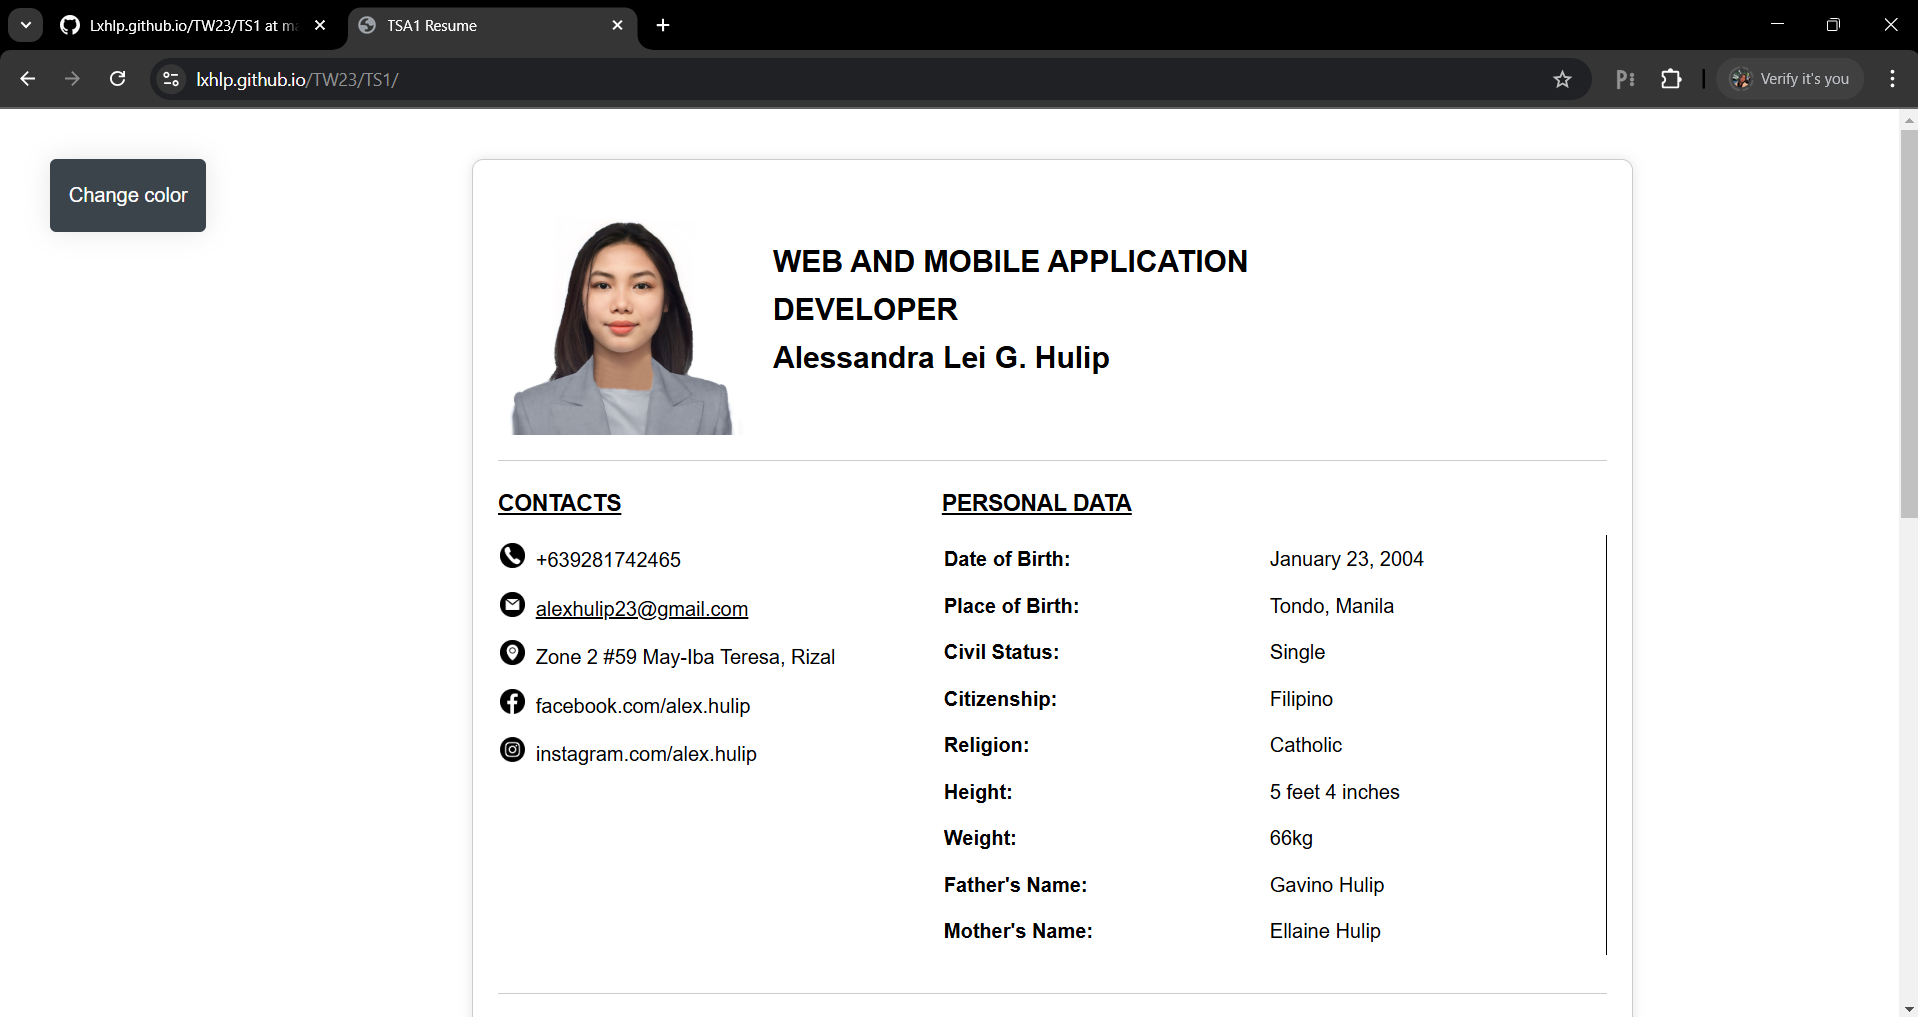 Lxhlp.github.io/TW23/TS1 at ma
TSA1 Resume
lxhlp.github.io/TW23/TS1/
Verify it's you
Change color
WEB AND MOBILE APPLICATION
DEVELOPER
Alessandra Lei G. Hulip
CONTACTS
+639281742465
alexhulip23@gmail.com
Zone 2 #59 May-Iba Teresa, Rizal
facebook.com/alex.hulip
instagram.com/alex.hulip
PERSONAL DATA
Date of Birth: January 23, 2004
Place of Birth: Tondo, Manila
Civil Status: Single
Citizenship: Filipino
Religion: Catholic
Height: 5 feet 4 inches
Weight: 66kg
Father's Name: Gavino Hulip
Mother's Name: Ellaine Hulip